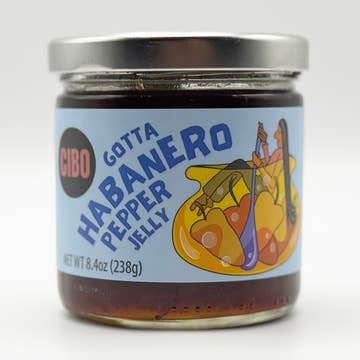 CIBO
GOTTA
HABANERO
PEPPER
JELLY
NET WT 8.4oz (238g)